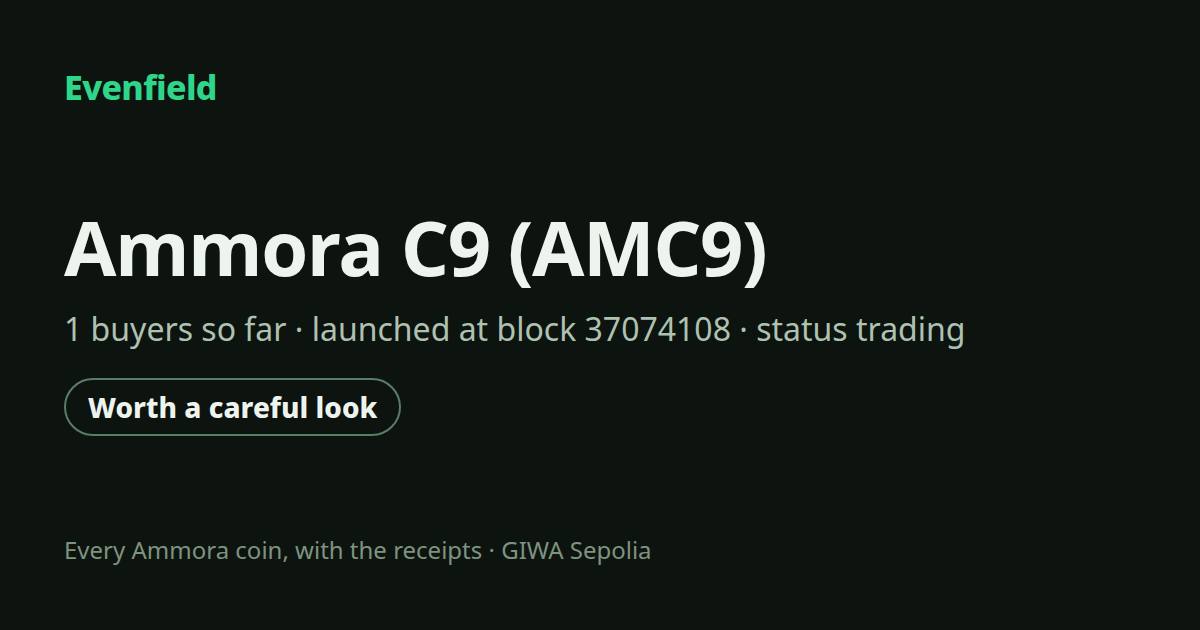 Evenfield
Ammora C9 (AMC9)
1 buyers so far · launched at block 37074108 · status trading
Worth a careful look
Every Ammora coin, with the receipts · GIWA Sepolia